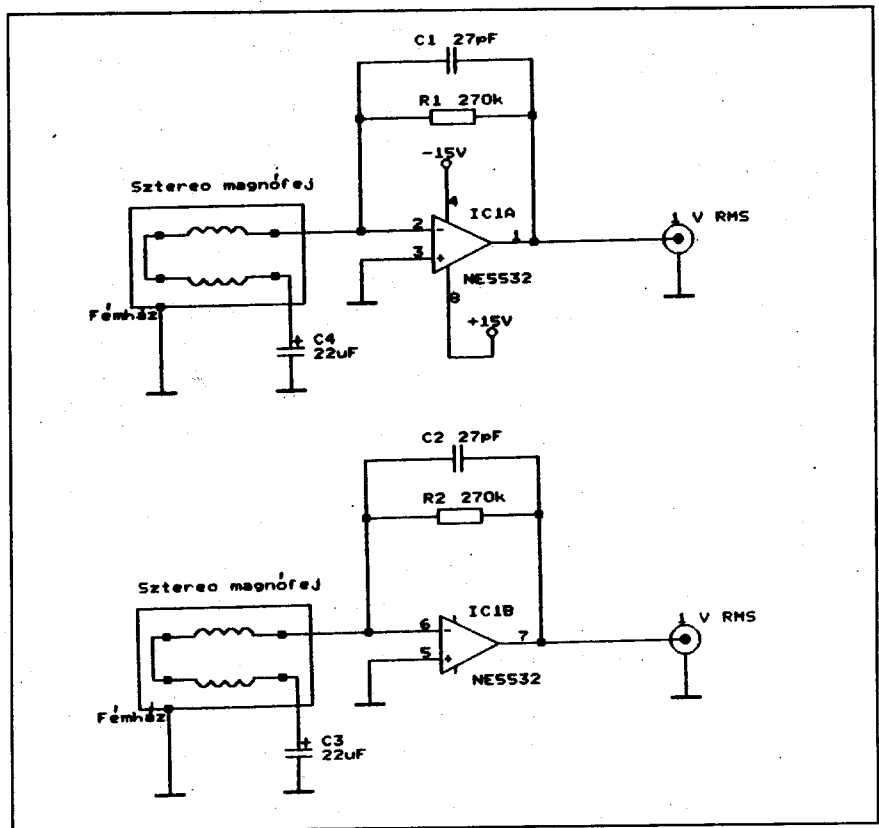 C1 27pF
R1 270k
-15V
4
Sztereo magnófej
IC1A
1 V RMS
2
-
1
3
+
NE5532
8
Fémház
+15V
+
C4
22uF
C2 27pF
R2 270k
Sztereo magnófej
IC1B
1 V RMS
6
-
7
5
+
NE5532
Fémház
+
C3
22uF